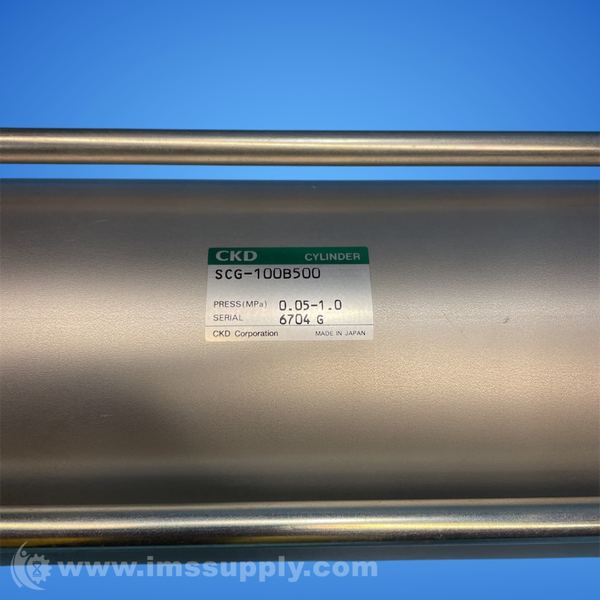 CKD CYLINDER
SCG-100B500
PRESS(MPa) 0.05-1.0
SERIAL 6704 G
CKD Corporation MADE IN JAPAN
www.imssupply.com